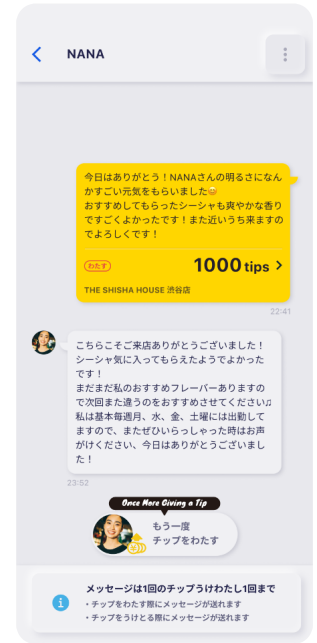 NANA
今日はありがとう！NANAさんの明るさになん
かすごい元気をもらいました😄
おすすめしてもらったシーシャも爽やかな香り
ですごくよかったです！また近いうち来ますの
でよろしくです！
わたす
1000 tips >
THE SHISHA HOUSE 渋谷店
22:41
こちらこそご来店ありがとうございました！
シーシャ気に入ってもらえたようでよかった
です！
まだまだ私のおすすめフレーバーありますの
で次回また違うのをおすすめさせてください♫
私は基本毎週月、水、金、土曜には出勤して
ますので、またぜひいらっしゃった時はお声
がけください、今日はありがとうございまし
た！
23:52
Once More Giving a Tip
もう一度
チップをわたす
メッセージは1回のチップうけわたし1回まで
・チップをわたす際にメッセージが送れます
・チップをうけとる際にメッセージが送れます